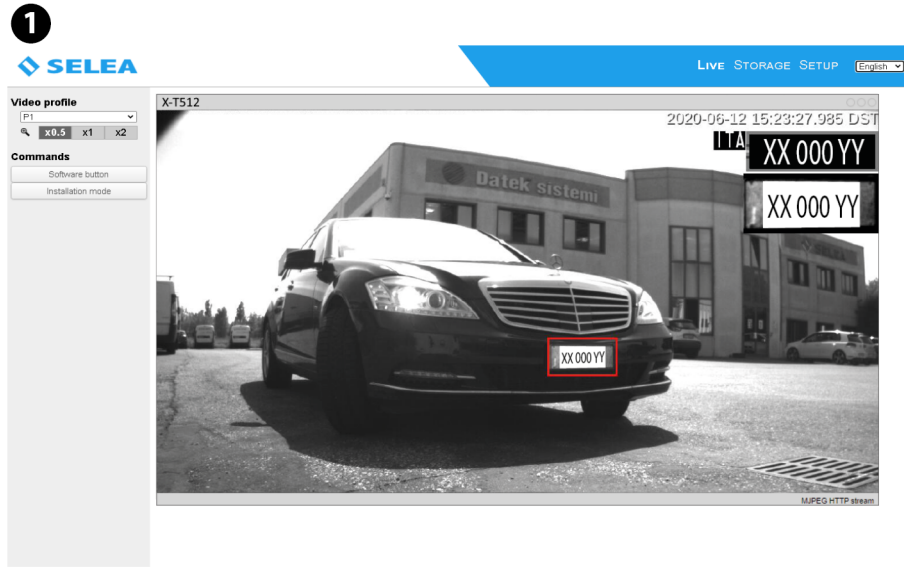 1
SELEA
LIVE STORAGE SETUP
English
Video profile
P1
x0.5 x1 x2
Commands
Software button
Installation mode
X-T512
2020-06-12 15:23:27.985 DST
ITA
XX 000 YY
XX 000 YY
Datek sistemi
XX 000 YY
MJPEG HTTP stream